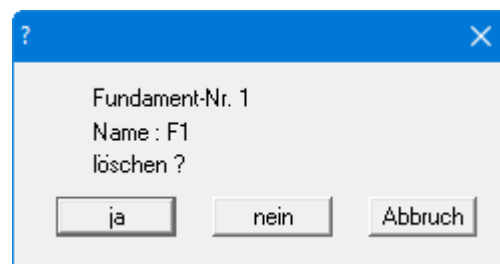 ?
Fundament-Nr. 1
Name : F1
löschen ?
ja nein Abbruch